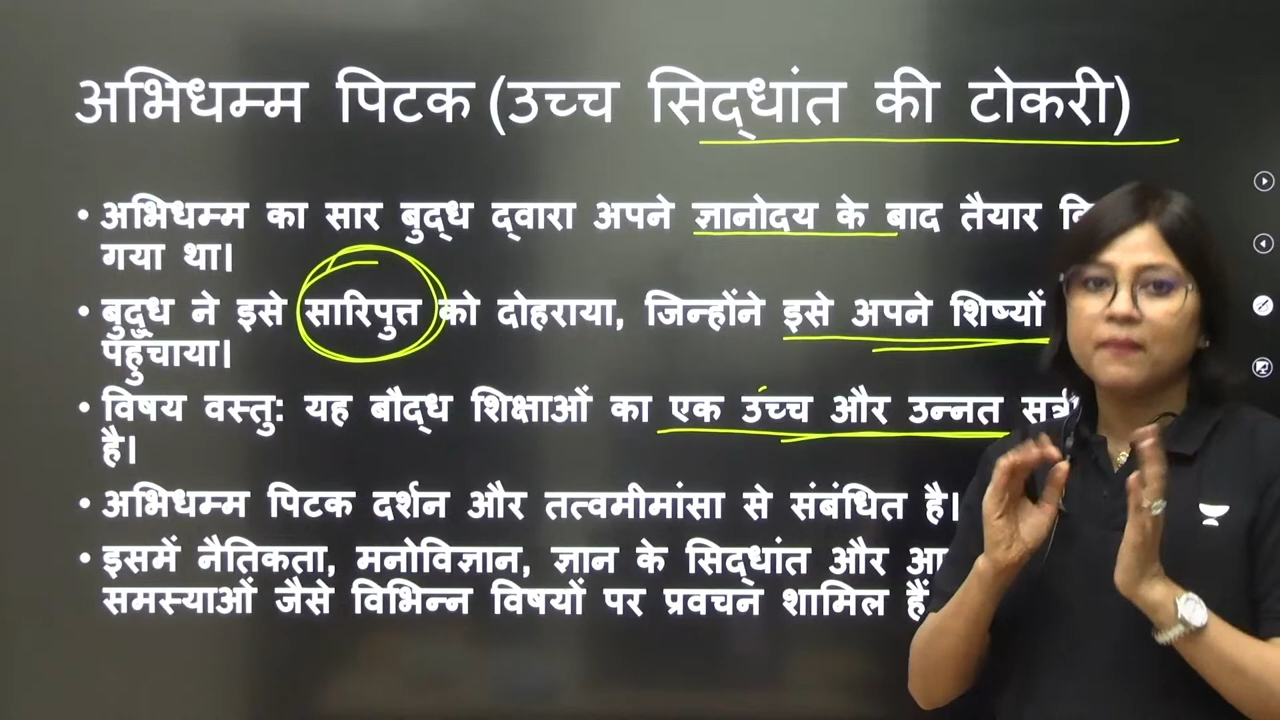 अभिधम्म पिटक (उच्च सिद्धांत की टोकरी)
• अभिधम्म का सार बुद्ध द्वारा अपने ज्ञानोदय के बाद तैयार
गया था।
• बुद्ध ने इसे सारिपुत्त को दोहराया, जिन्होंने इसे अपने शिष्यों
पहुँचाया।
• विषय वस्तु: यह बौद्ध शिक्षाओं का एक उच्च और उन्नत
है।
• अभिधम्म पिटक दर्शन और तत्वमीमांसा से संबंधित है।
• इसमें नैतिकता, मनोविज्ञान, ज्ञान के सिद्धांत और
समस्याओं जैसे विभिन्न विषयों पर प्रवचन शामिल हैं